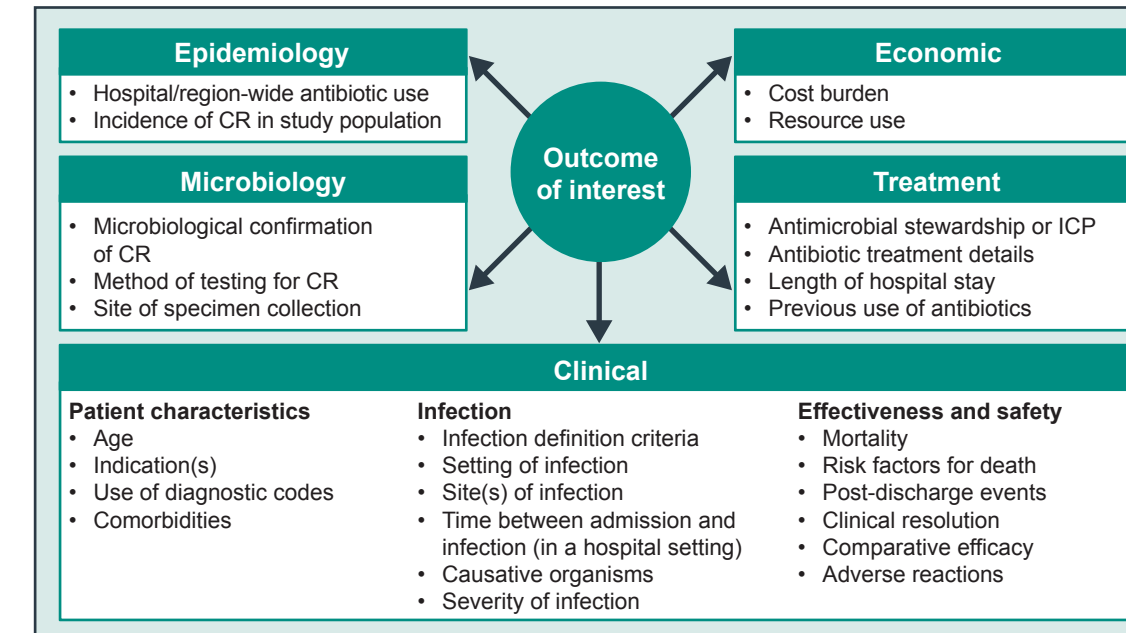 Epidemiology
• Hospital/region-wide antibiotic use
• Incidence of CR in study population
Economic
• Cost burden
• Resource use
Outcome
of interest
Microbiology
• Microbiological confirmation
of CR
• Method of testing for CR
• Site of specimen collection
Treatment
• Antimicrobial stewardship or ICP
• Antibiotic treatment details
• Length of hospital stay
• Previous use of antibiotics
Clinical
Patient characteristics
• Age
• Indication(s)
• Use of diagnostic codes
• Comorbidities
Infection
• Infection definition criteria
• Setting of infection
• Site(s) of infection
• Time between admission and
infection (in a hospital setting)
• Causative organisms
• Severity of infection
Effectiveness and safety
• Mortality
• Risk factors for death
• Post-discharge events
• Clinical resolution
• Comparative efficacy
• Adverse reactions